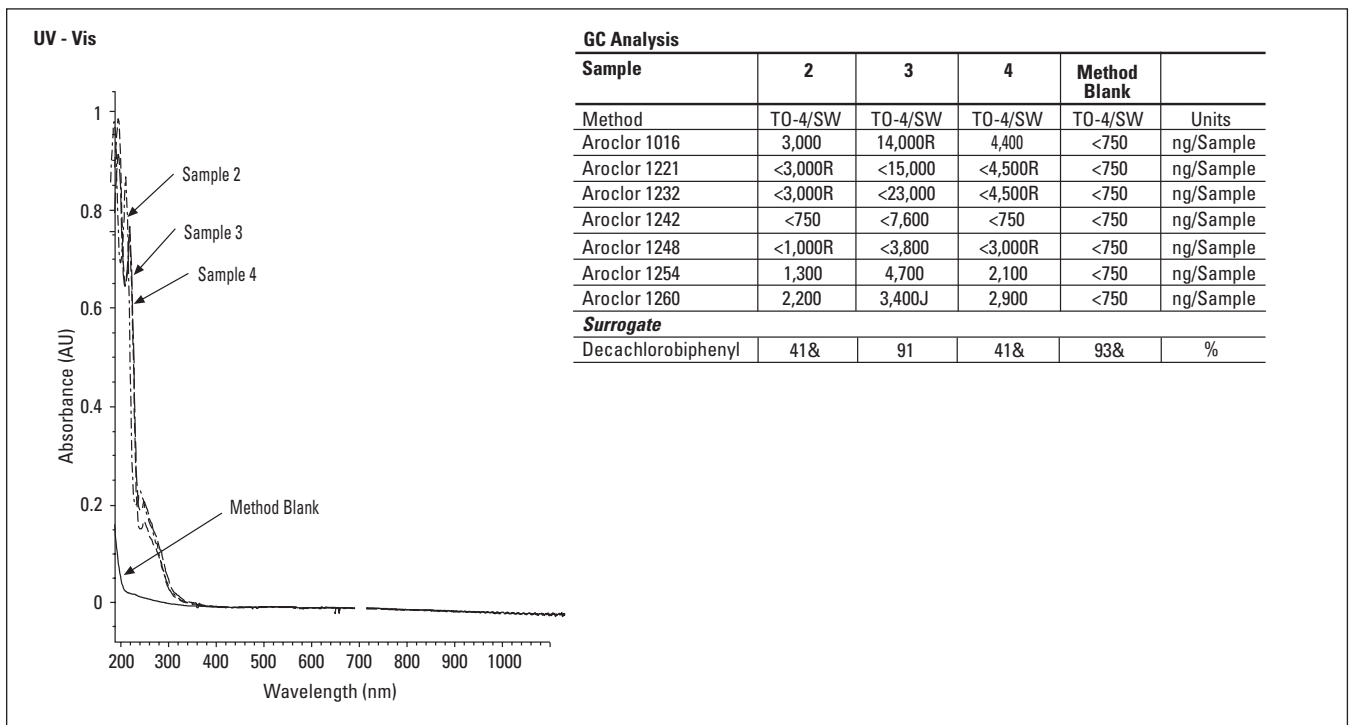 UV - Vis
1
0.8
0.6
0.4
0.2
0
Absorbance (AU)
Sample 2
Sample 3
Sample 4
Method Blank
200 300 400 500 600 700 800 900 1000
Wavelength (nm)
GC Analysis
Sample 2 3 4 Method Blank
Method TO-4/SW TO-4/SW TO-4/SW TO-4/SW Units
Aroclor 1016 3,000 14,000R 4,400 <750 ng/Sample
Aroclor 1221 <3,000R <15,000 <4,500R <750 ng/Sample
Aroclor 1232 <3,000R <23,000 <4,500R <750 ng/Sample
Aroclor 1242 <750 <7,600 <750 <750 ng/Sample
Aroclor 1248 <1,000R <3,800 <3,000R <750 ng/Sample
Aroclor 1254 1,300 4,700 2,100 <750 ng/Sample
Aroclor 1260 2,200 3,400J 2,900 <750 ng/Sample
Surrogate
Decachlorobiphenyl 41& 91 41& 93& %